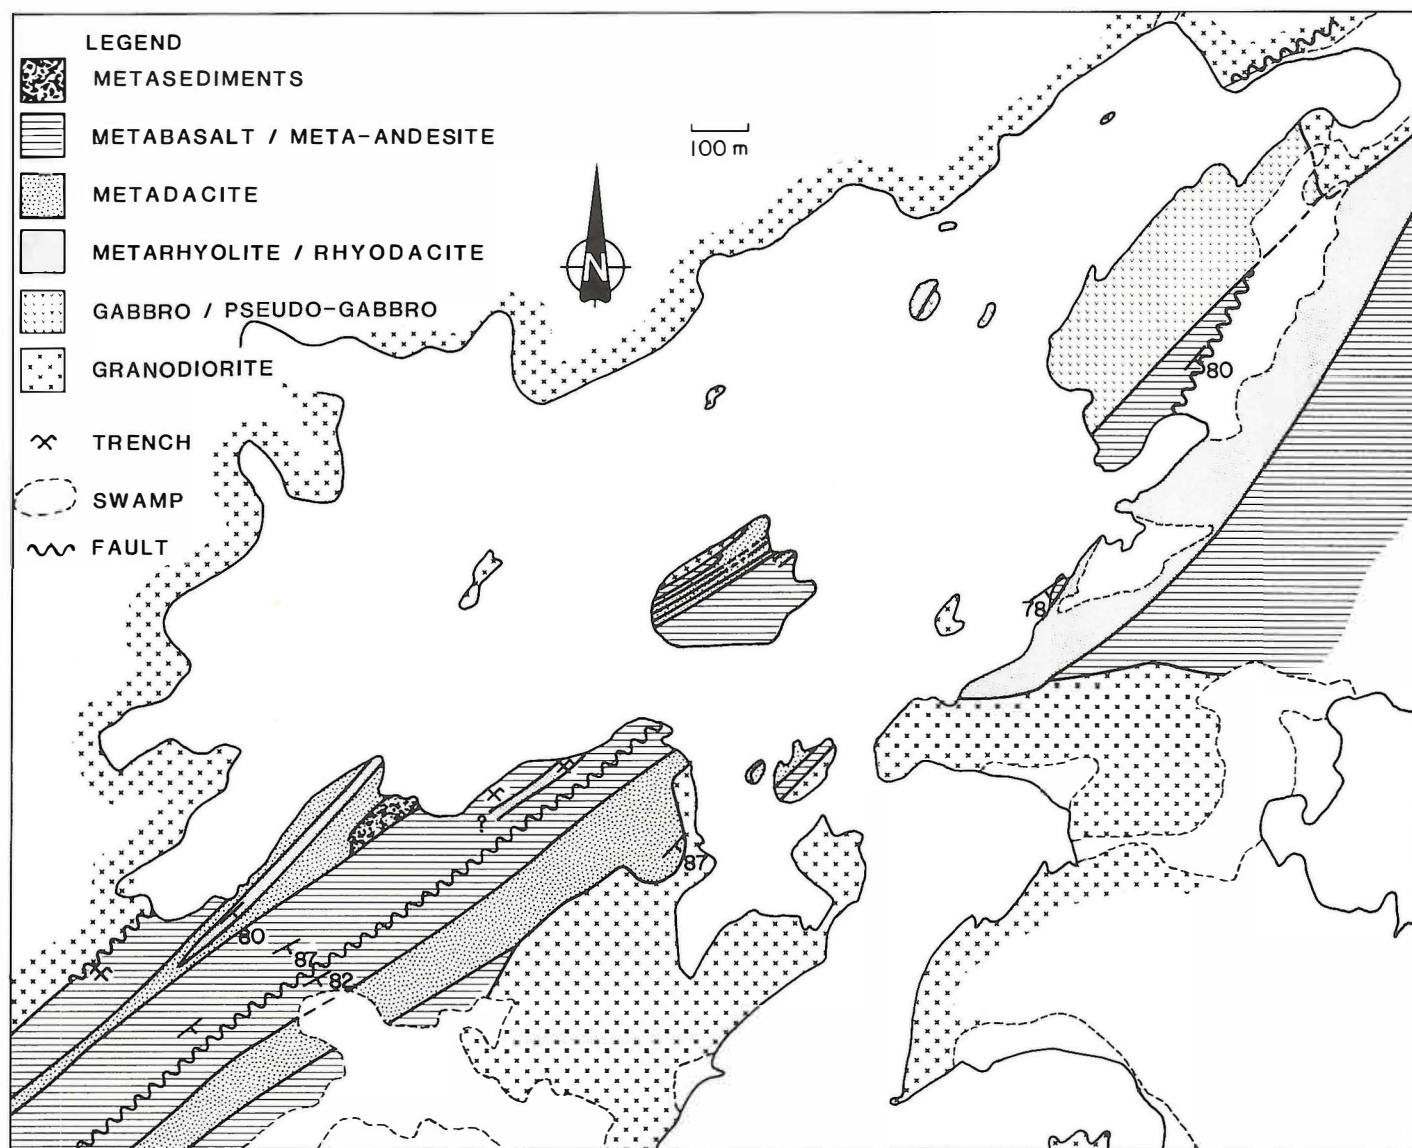 LEGEND
METASEDIMENTS
METABASALT / META-ANDESITE
METADACITE
METARHYOLITE / RHYODACITE
GABBRO / PSEUDO-GABBRO
GRANODIORITE
TRENCH
SWAMP
FAULT
100 m
N
80
78
?
87
80
87
82